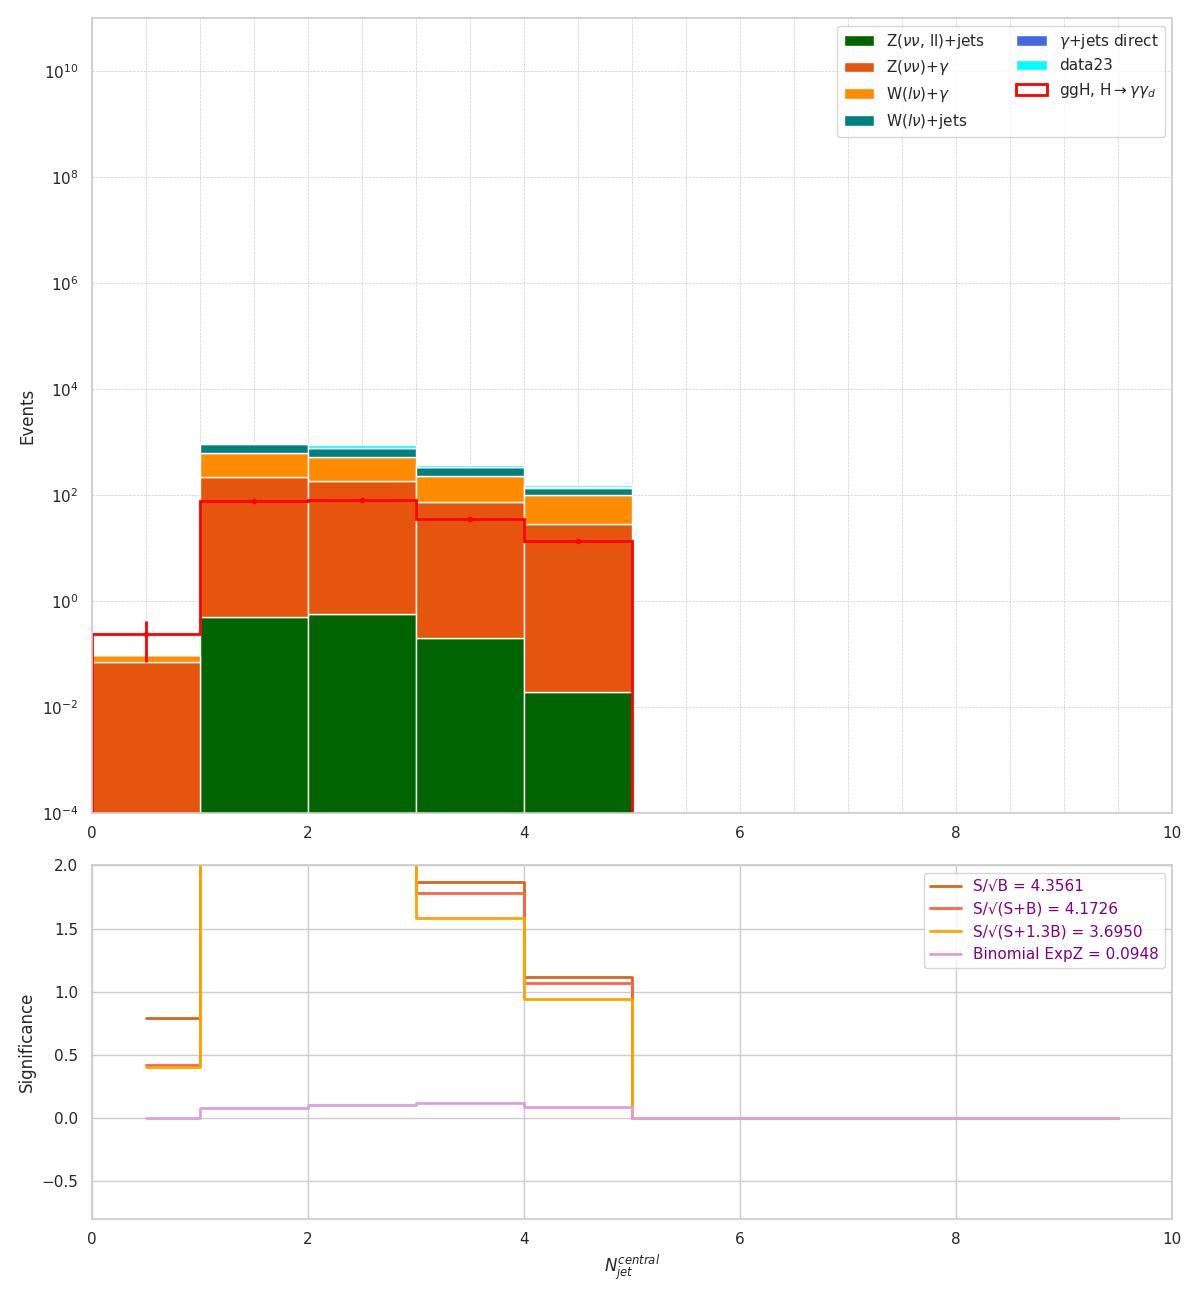 Z(νν, ll)+jets
Z(νν)+γ
W(lν)+γ
W(lν)+jets
γ+jets direct
data23
ggH, H→γγ_d
10^10
10^8
10^6
10^4
10^2
10^0
10^−2
10^−4
Events
0 2 4 6 8 10
S/√B = 4.3561
S/√(S+B) = 4.1726
S/√(S+1.3B) = 3.6950
Binomial ExpZ = 0.0948
2.0
1.5
1.0
0.5
0.0
−0.5
Significance
0 2 4 6 8 10
N_jet^central